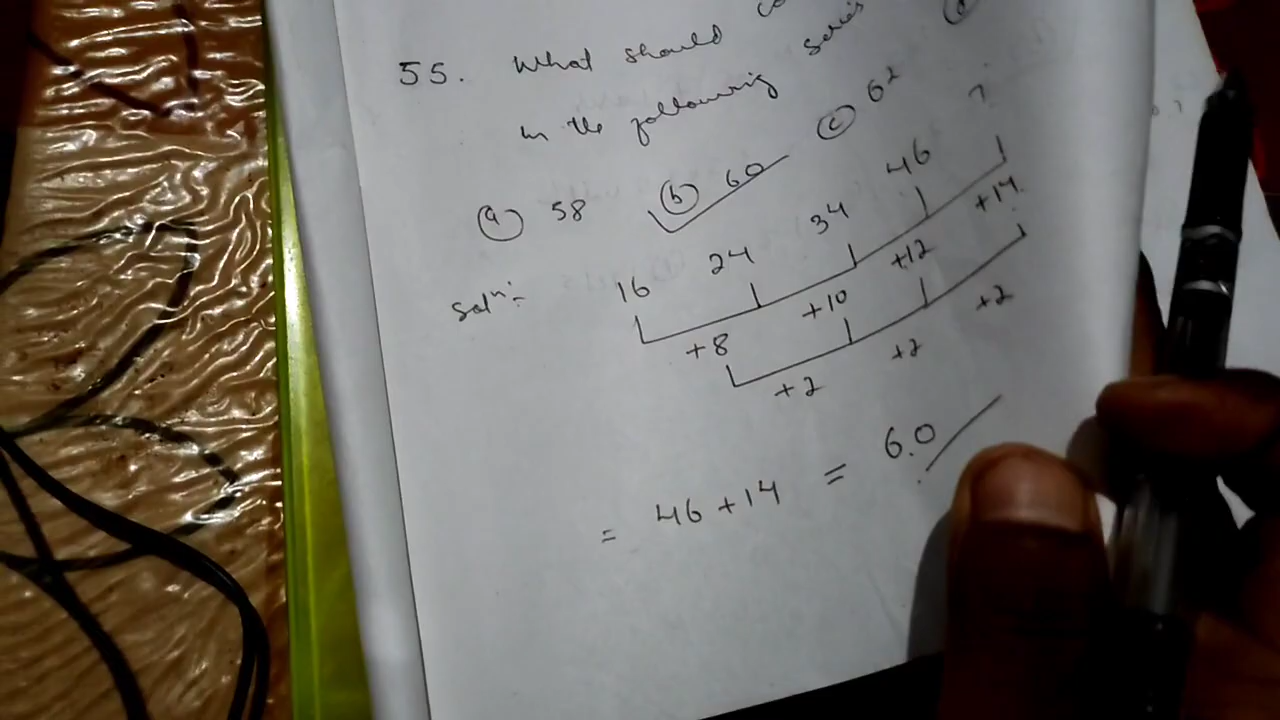 55. What should
in the following series
(a) 58 (b) 60 (c) 62 (d)
Solⁿ:- 16 24 34 46 ?
+8 +10 +12 +14
+2 +2 +2
= 46 + 14 = 60